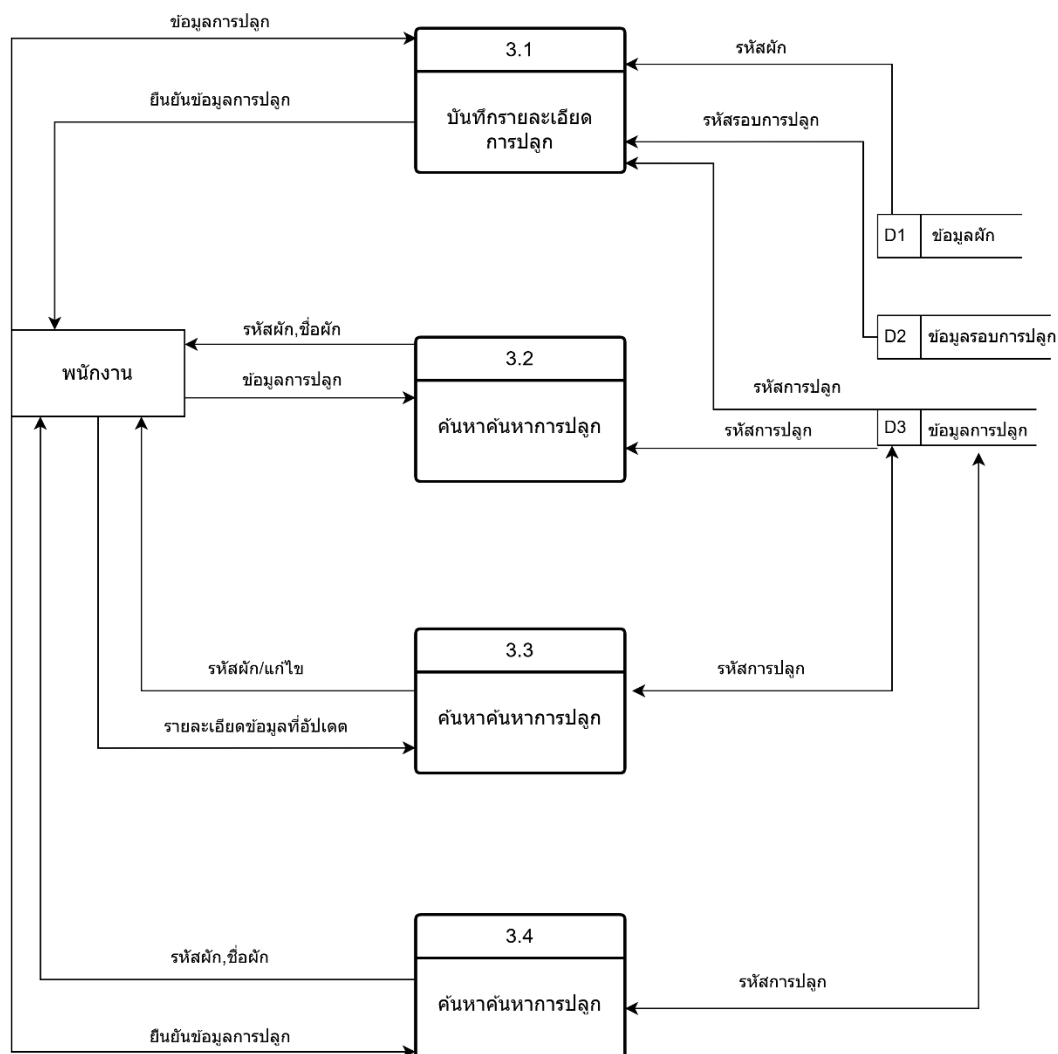 ข้อมูลการปลูก
3.1
รหัสผัก
ยืนยันข้อมูลการปลูก
บันทึกรายละเอียด
การปลูก
รหัสรอบการปลูก
D1
ข้อมูลผัก
รหัสผัก,ชื่อผัก
3.2
D2
ข้อมูลรอบการปลูก
พนักงาน
ข้อมูลการปลูก
รหัสการปลูก
ค้นหาค้นหาการปลูก
รหัสการปลูก
D3
ข้อมูลการปลูก
3.3
รหัสผัก/แก้ไข
รหัสการปลูก
ค้นหาค้นหาการปลูก
รายละเอียดข้อมูลที่อัปเดต
3.4
รหัสผัก,ชื่อผัก
รหัสการปลูก
ค้นหาค้นหาการปลูก
ยืนยันข้อมูลการปลูก